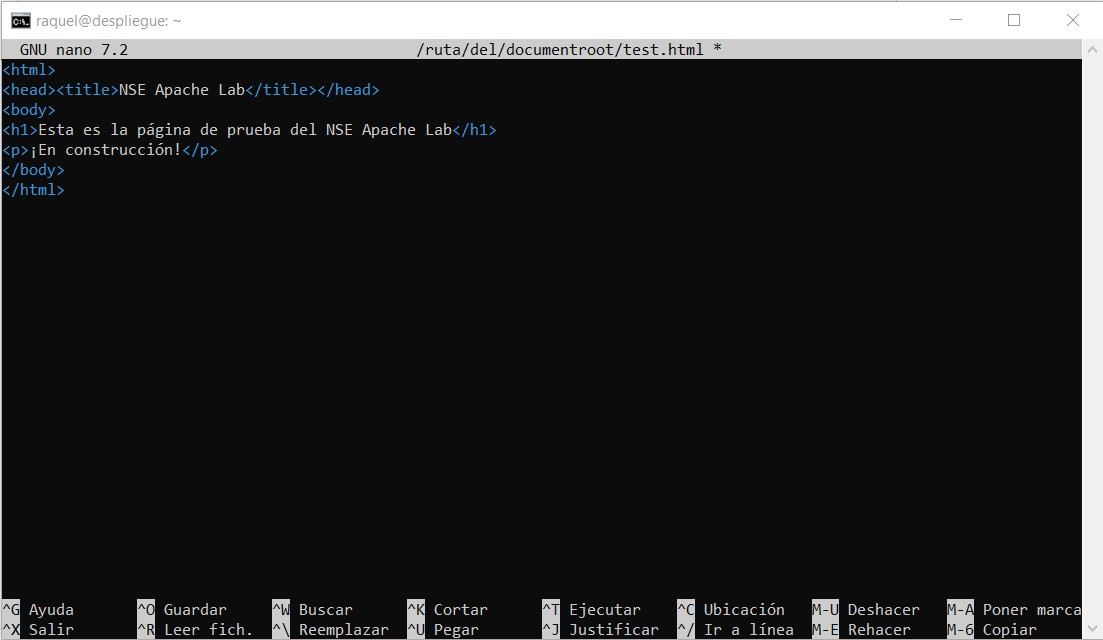 raquel@despliegue: ~
GNU nano 7.2 /ruta/del/documentroot/test.html *
<html>
<head><title>NSE Apache Lab</title></head>
<body>
<h1>Esta es la página de prueba del NSE Apache Lab</h1>
<p>¡En construcción!</p>
</body>
</html>
^G Ayuda ^O Guardar ^W Buscar ^K Cortar ^T Ejecutar ^C Ubicación M-U Deshacer M-A Poner marca
^X Salir ^R Leer fich. ^\ Reemplazar ^U Pegar ^J Justificar ^/ Ir a línea M-E Rehacer M-6 Copiar